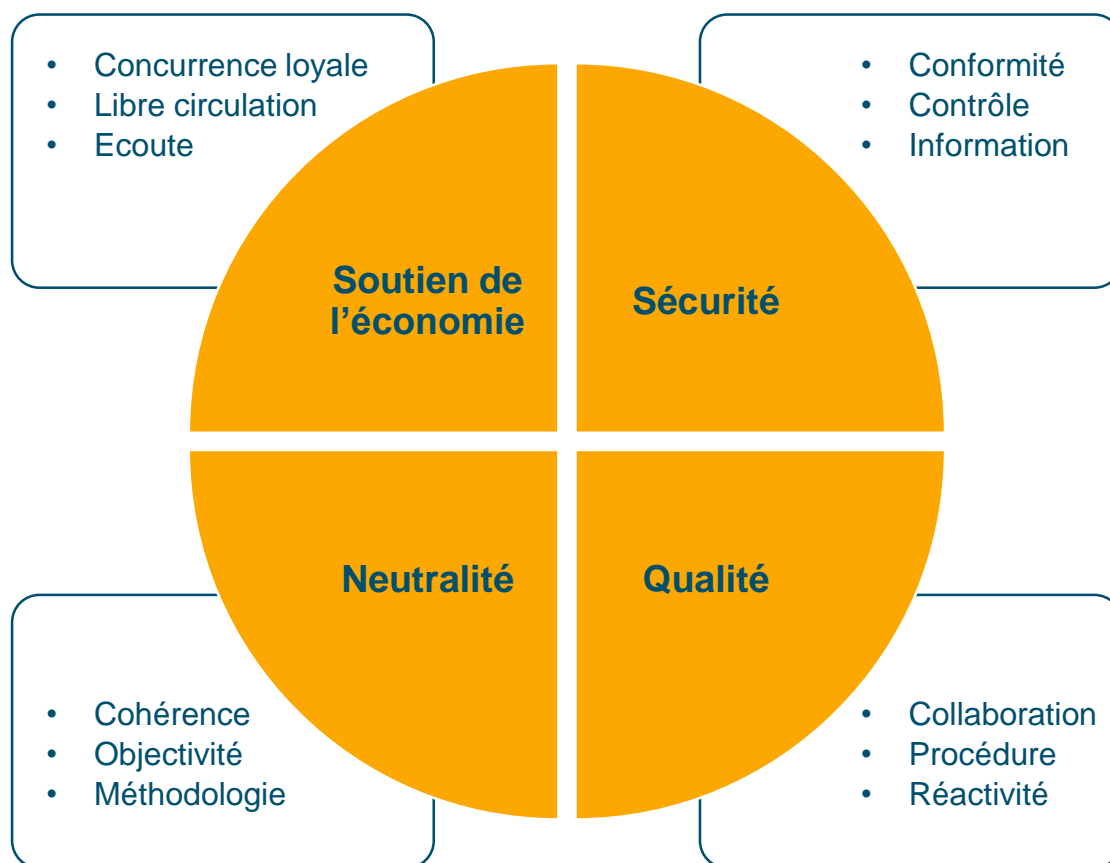 • Concurrence loyale
• Libre circulation
• Ecoute
• Conformité
• Contrôle
• Information
Soutien de
l’économie
Sécurité
Neutralité
Qualité
• Cohérence
• Objectivité
• Méthodologie
• Collaboration
• Procédure
• Réactivité